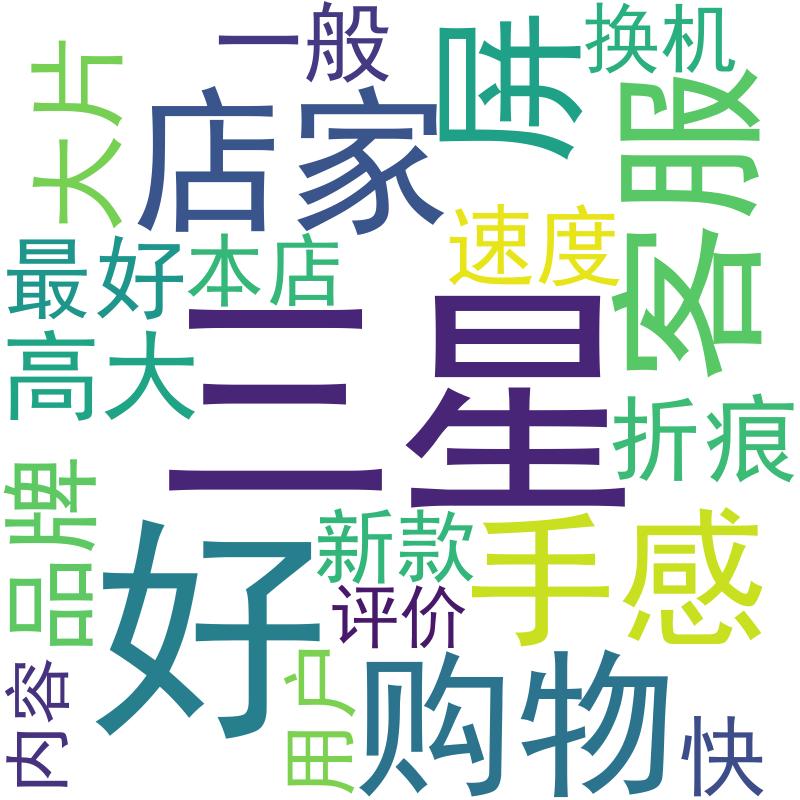 一般
换机
大片
店家
屏
客服
速度
最好
本店
高大
三星
折痕
品牌
新款
手感
好
评价
内容
用户
购物
快